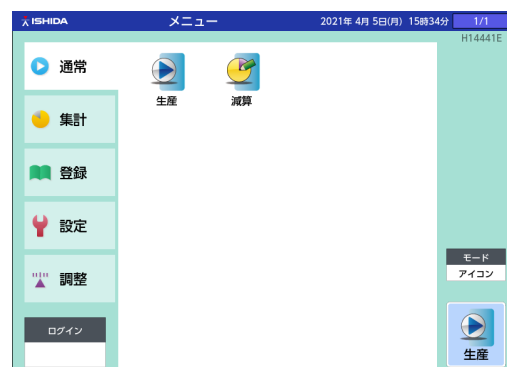 ISHIDA メニュー 2021年 4月 5日(月) 15時34分 1/1
H14441E
通常
生産 減算
集計
登録
設定
調整
モード
アイコン
ログイン
生産